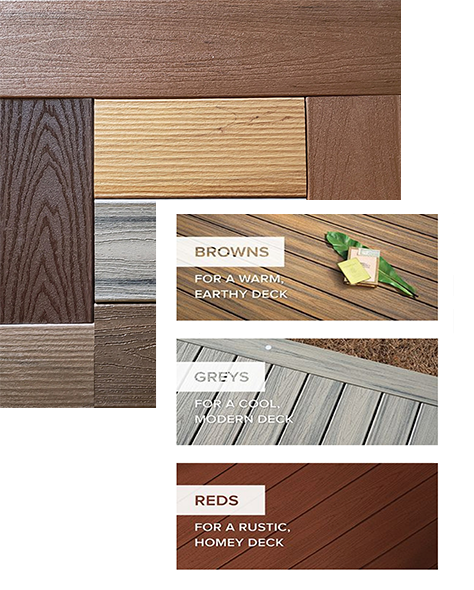 BROWNS
FOR A WARM,
EARTHY DECK
GREYS
FOR A COOL,
MODERN DECK
REDS
FOR A RUSTIC,
HOMEY DECK